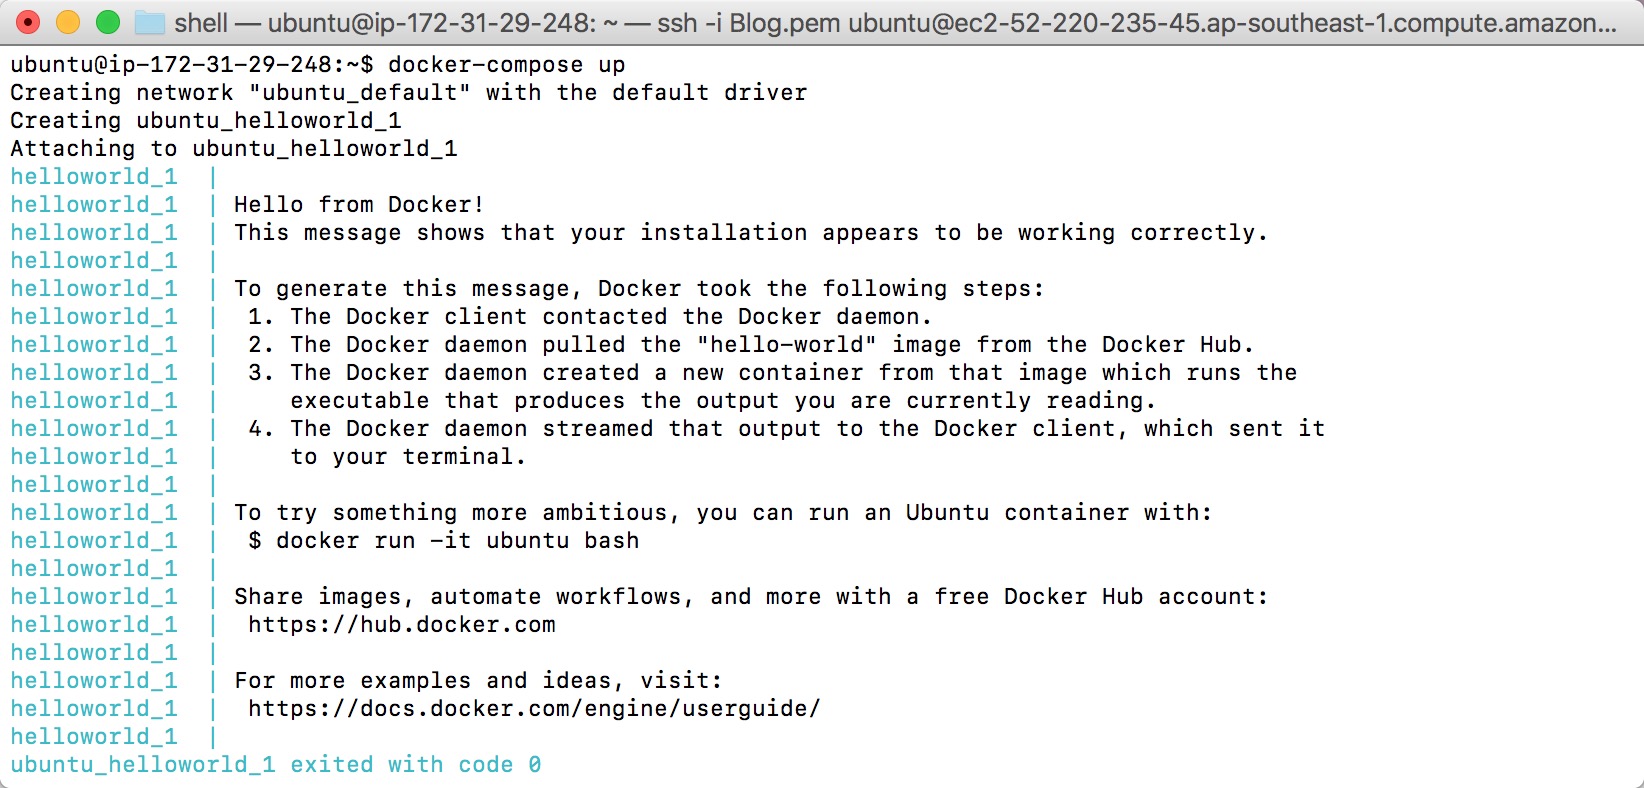 shell — ubuntu@ip-172-31-29-248: ~ — ssh -i Blog.pem ubuntu@ec2-52-220-235-45.ap-southeast-1.compute.amazon...
ubuntu@ip-172-31-29-248:~$ docker-compose up
Creating network "ubuntu_default" with the default driver
Creating ubuntu_helloworld_1
Attaching to ubuntu_helloworld_1
helloworld_1  |
helloworld_1  | Hello from Docker!
helloworld_1  | This message shows that your installation appears to be working correctly.
helloworld_1  |
helloworld_1  | To generate this message, Docker took the following steps:
helloworld_1  |  1. The Docker client contacted the Docker daemon.
helloworld_1  |  2. The Docker daemon pulled the "hello-world" image from the Docker Hub.
helloworld_1  |  3. The Docker daemon created a new container from that image which runs the
helloworld_1  |     executable that produces the output you are currently reading.
helloworld_1  |  4. The Docker daemon streamed that output to the Docker client, which sent it
helloworld_1  |     to your terminal.
helloworld_1  |
helloworld_1  | To try something more ambitious, you can run an Ubuntu container with:
helloworld_1  |  $ docker run -it ubuntu bash
helloworld_1  |
helloworld_1  | Share images, automate workflows, and more with a free Docker Hub account:
helloworld_1  |  https://hub.docker.com
helloworld_1  |
helloworld_1  | For more examples and ideas, visit:
helloworld_1  |  https://docs.docker.com/engine/userguide/
helloworld_1  |
ubuntu_helloworld_1 exited with code 0